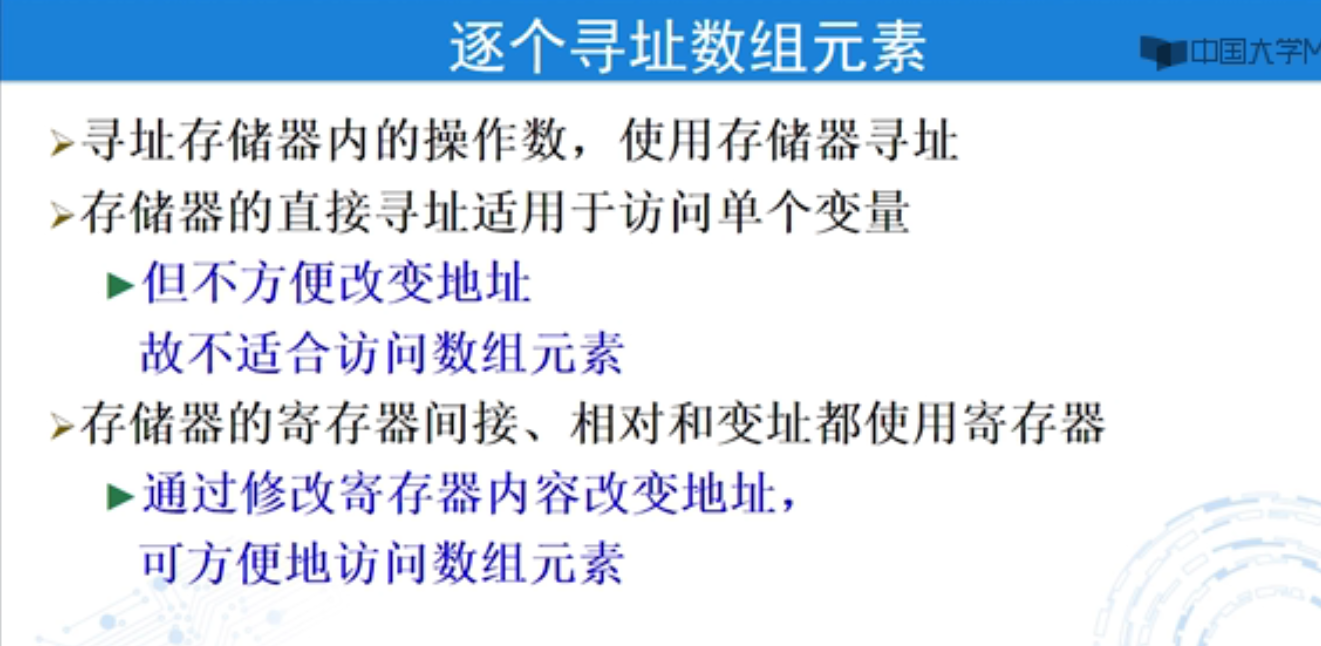 逐个寻址数组元素
中国大学M
寻址存储器内的操作数，使用存储器寻址
存储器的直接寻址适用于访问单个变量
但不方便改变地址
故不适合访问数组元素
存储器的寄存器间接、相对和变址都使用寄存器
通过修改寄存器内容改变地址，
可方便地访问数组元素